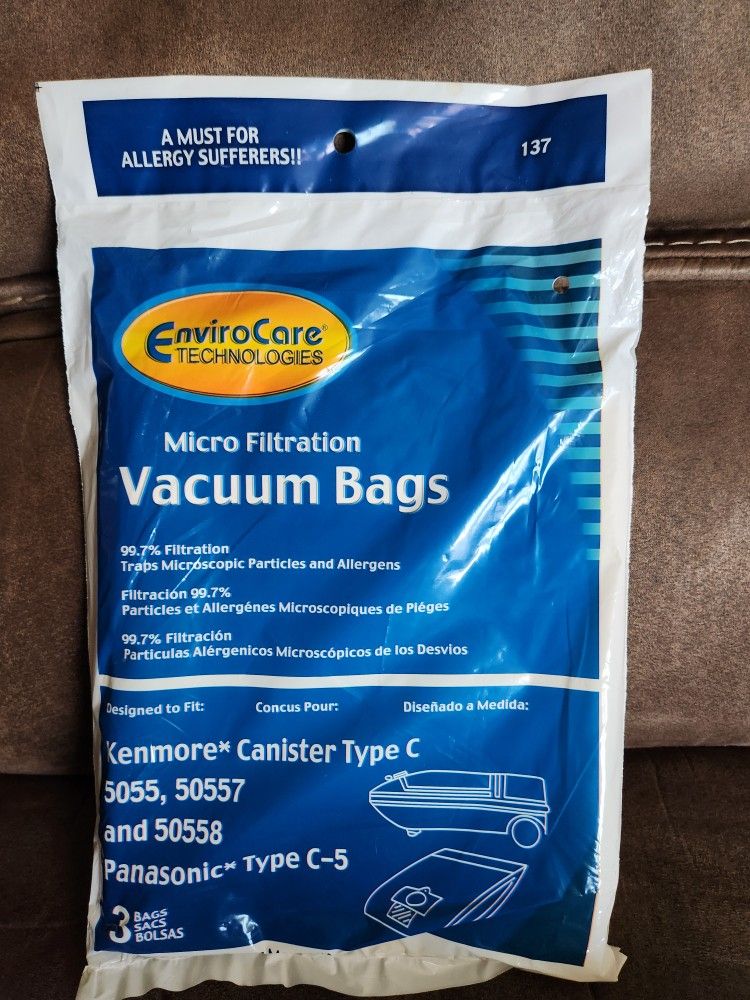 A MUST FOR
ALLERGY SUFFERERS!!
137
EnviroCare®
TECHNOLOGIES
Micro Filtration
Vacuum Bags
99.7% Filtration
Traps Microscopic Particles and Allergens
Filtración 99.7%
Particles et Allergénes Microscopiques de Piéges
99.7% Filtración
Particulas Alérgenicos Microscópicos de los Desvios
Designed to Fit:
Concus Pour:
Diseñado a Medida:
Kenmore* Canister Type C
5055, 50557
and 50558
Panasonic* Type C-5
3 BAGS
SACS
BOLSAS